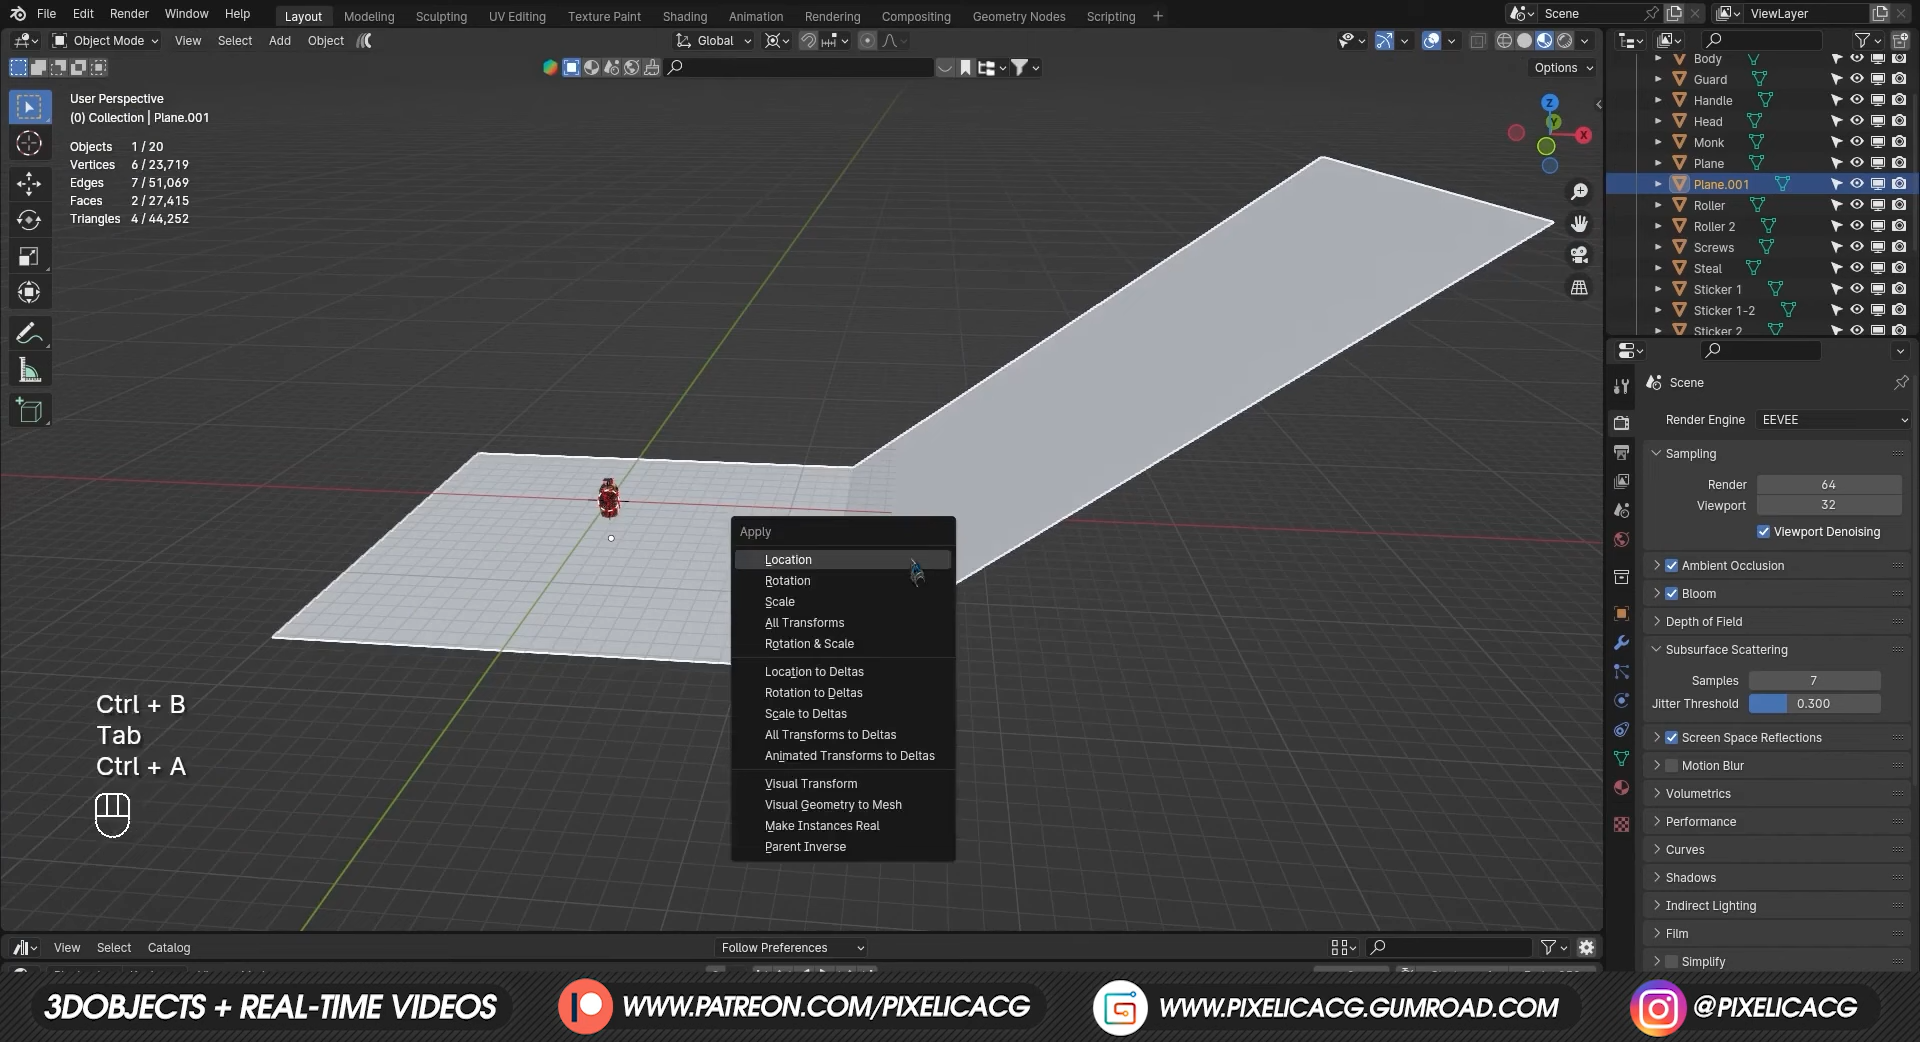 File Edit Render Window Help Layout Modeling Sculpting UV Editing Texture Paint Shading Animation Rendering Compositing Geometry Nodes Scripting + Scene ViewLayer
Object Mode View Select Add Object Global
Options
User Perspective
(0) Collection | Plane.001
Objects 1 / 20
Vertices 6 / 23,719
Edges 7 / 51,069
Faces 2 / 27,415
Triangles 4 / 44,252
Z
Y
X
Body
Guard
Handle
Head
Monk
Plane
Plane.001
Roller
Roller 2
Screws
Steal
Sticker 1
Sticker 1-2
Sticker 2
Scene
Render Engine EEVEE
Sampling
Render 64
Viewport 32
Viewport Denoising
Ambient Occlusion
Bloom
Depth of Field
Subsurface Scattering
Samples 7
Jitter Threshold 0.300
Screen Space Reflections
Motion Blur
Volumetrics
Performance
Curves
Shadows
Indirect Lighting
Film
Simplify
Apply
Location
Rotation
Scale
All Transforms
Rotation & Scale
Location to Deltas
Rotation to Deltas
Scale to Deltas
All Transforms to Deltas
Animated Transforms to Deltas
Visual Transform
Visual Geometry to Mesh
Make Instances Real
Parent Inverse
Ctrl + B
Tab
Ctrl + A
View Select Catalog Follow Preferences
3DOBJECTS + REAL-TIME VIDEOS WWW.PATREON.COM/PIXELICACG WWW.PIXELICACG.GUMROAD.COM @PIXELICACG